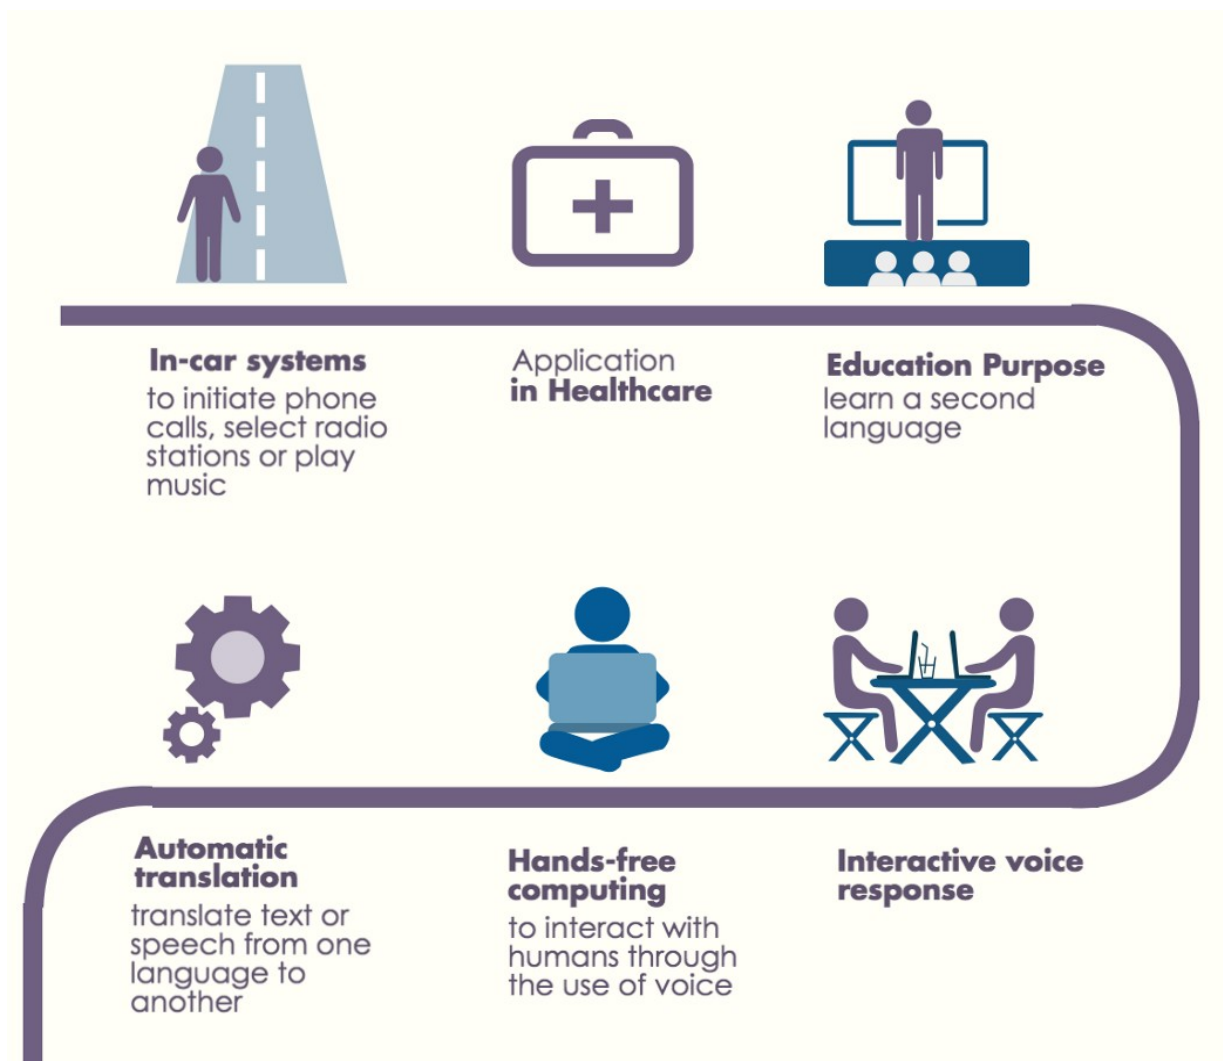 In-car systems
to initiate phone
calls, select radio
stations or play
music
Application
in Healthcare
Education Purpose
learn a second
language
Automatic
translation
translate text or
speech from one
language to
another
Hands-free
computing
to interact with
humans through
the use of voice
Interactive voice
response